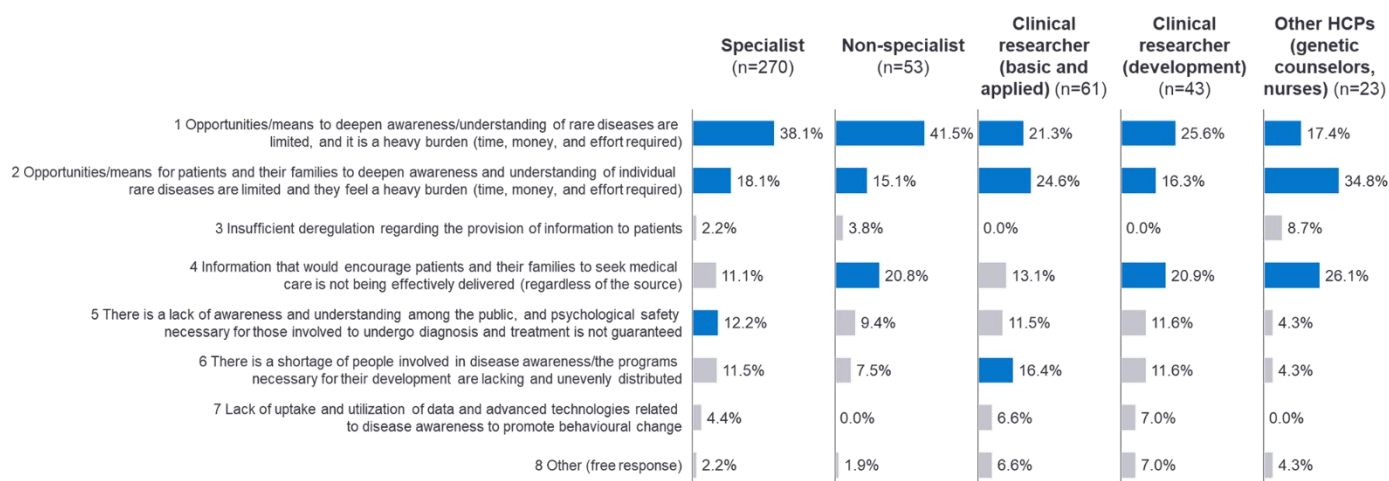 Specialist
(n=270)
Non-specialist
(n=53)
Clinical
researcher
(basic and
applied) (n=61)
Clinical
researcher
(development)
(n=43)
Other HCPs
(genetic
counselors,
nurses) (n=23)
1 Opportunities/means to deepen awareness/understanding of rare diseases are
limited, and it is a heavy burden (time, money, and effort required)
38.1% 41.5% 21.3% 25.6% 17.4%
2 Opportunities/means for patients and their families to deepen awareness and understanding of individual
rare diseases are limited and they feel a heavy burden (time, money, and effort required)
18.1% 15.1% 24.6% 16.3% 34.8%
3 Insufficient deregulation regarding the provision of information to patients
2.2% 3.8% 0.0% 0.0% 8.7%
4 Information that would encourage patients and their families to seek medical
care is not being effectively delivered (regardless of the source)
11.1% 20.8% 13.1% 20.9% 26.1%
5 There is a lack of awareness and understanding among the public, and psychological safety
necessary for those involved to undergo diagnosis and treatment is not guaranteed
12.2% 9.4% 11.5% 11.6% 4.3%
6 There is a shortage of people involved in disease awareness/the programs
necessary for their development are lacking and unevenly distributed
11.5% 7.5% 16.4% 11.6% 4.3%
7 Lack of uptake and utilization of data and advanced technologies related
to disease awareness to promote behavioural change
4.4% 0.0% 6.6% 7.0% 0.0%
8 Other (free response)
2.2% 1.9% 6.6% 7.0% 4.3%